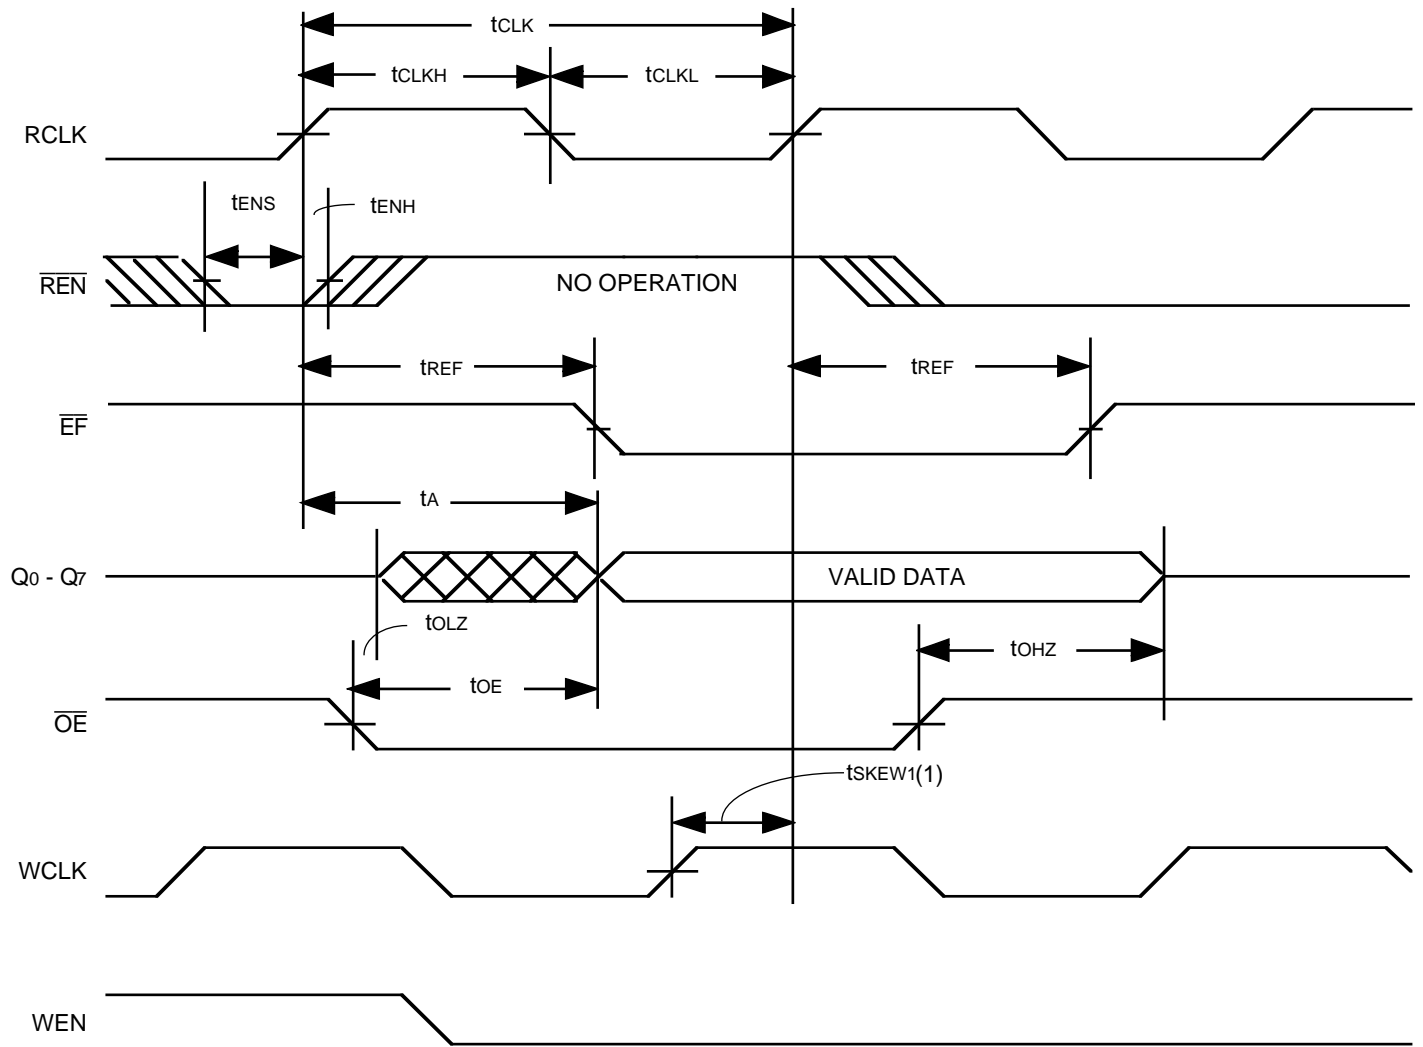 tCLK
tCLKH
tCLKL
RCLK
tENS
tENH
REN
NO OPERATION
tREF
tREF
EF
tA
Q0 - Q7
VALID DATA
tOLZ
tOHZ
tOE
OE
tSKEW1(1)
WCLK
WEN